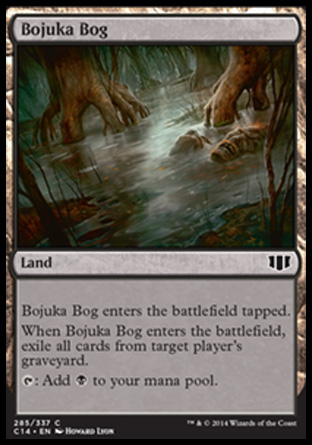 Bojuka Bog
Land
Bojuka Bog enters the battlefield tapped.
When Bojuka Bog enters the battlefield,
exile all cards from target player's
graveyard.
: Add to your mana pool.
285/337 C
C14 • EN Howard Lyon
™ & © 2014 Wizards of the Coast